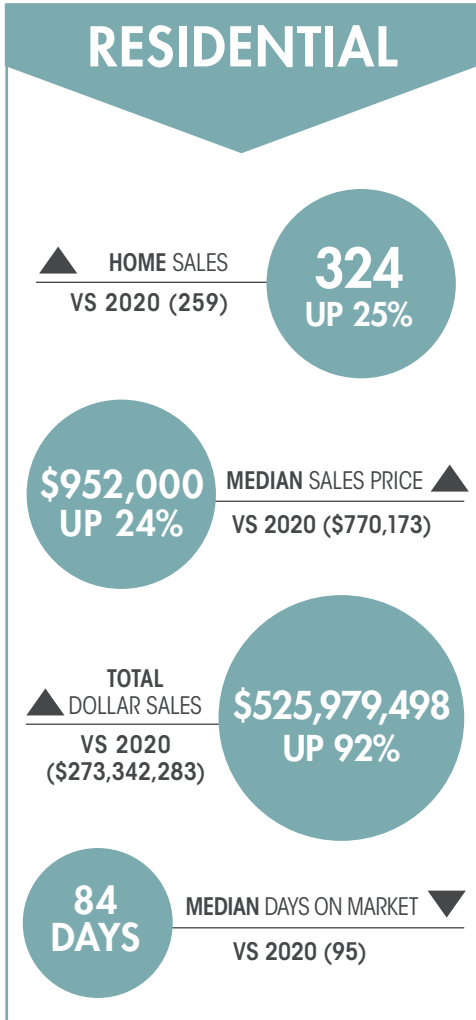 RESIDENTIAL
HOME SALES
VS 2020 (259)
324
UP 25%
$952,000
UP 24%
MEDIAN SALES PRICE
VS 2020 ($770,173)
TOTAL
DOLLAR SALES
VS 2020
($273,342,283)
$525,979,498
UP 92%
84
DAYS
MEDIAN DAYS ON MARKET
VS 2020 (95)